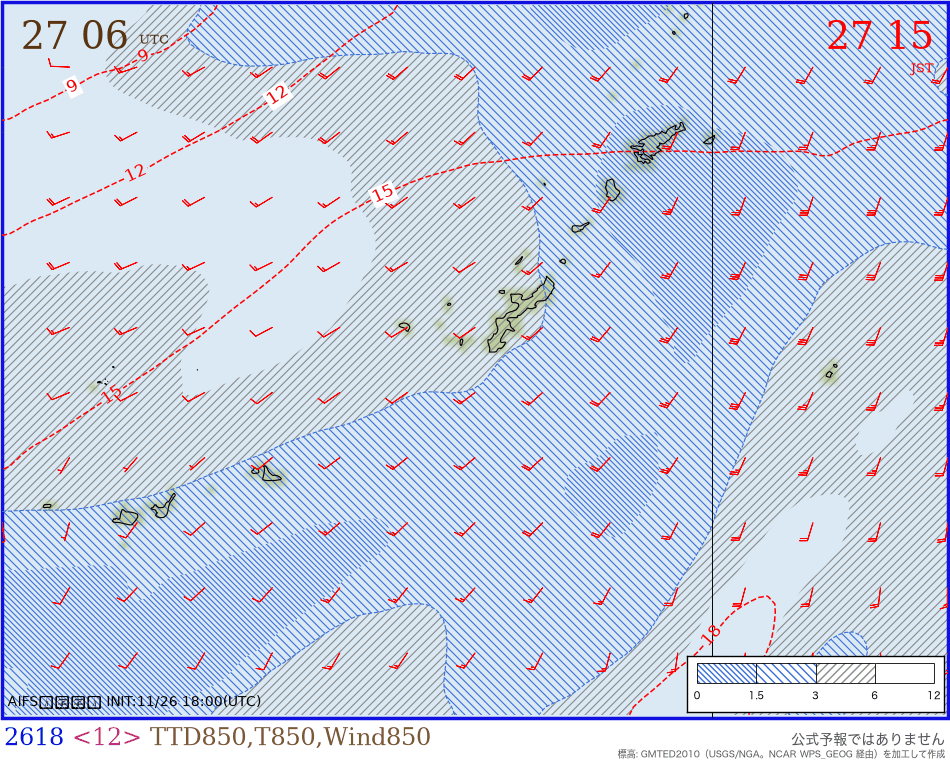 27 06 UTC
27 15
JST
9
9
12
12
15
15
18
AIFS□□□□ INIT:11/26 18:00(UTC)
0 1.5 3 6 12
2618 <12> TTD850,T850,Wind850
公式予報ではありません
標高: GMTED2010（USGS/NGA。NCAR WPS_GEOG 経由）を加工して作成